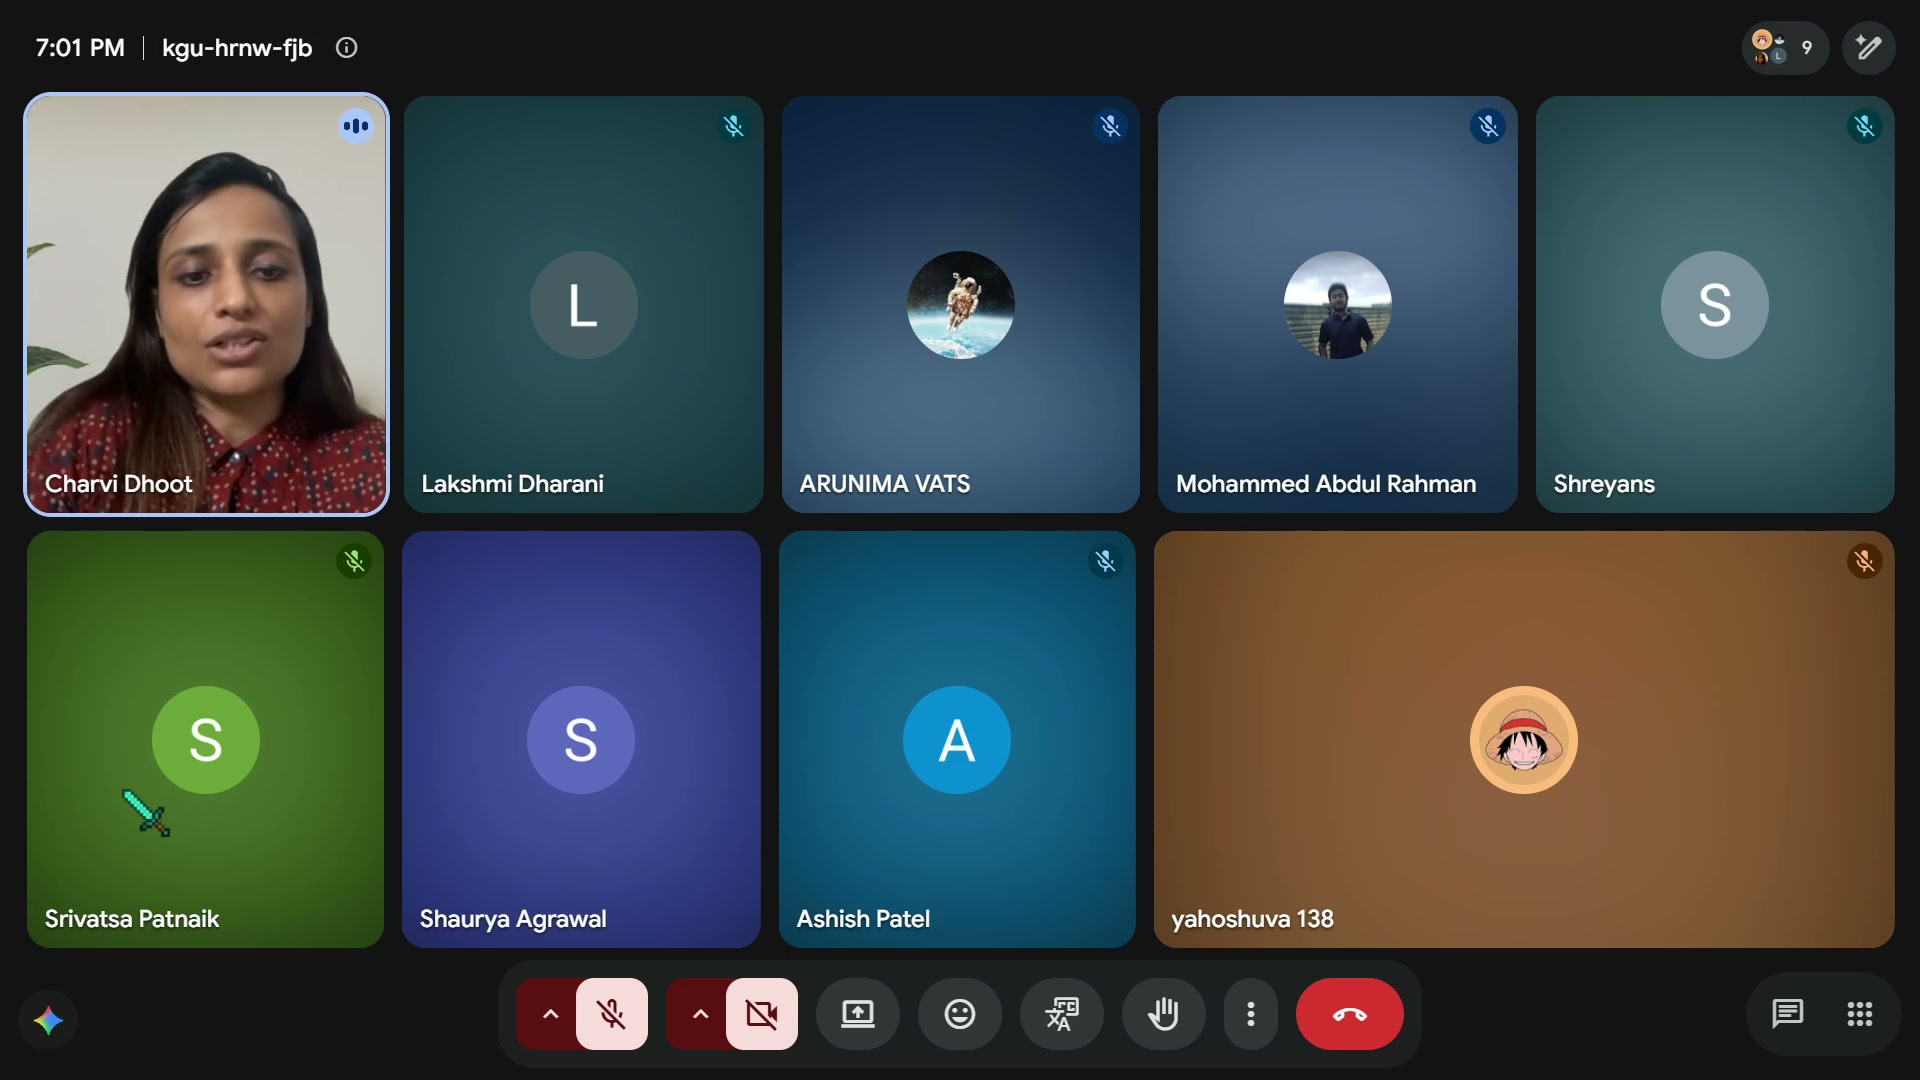 7:01 PM | kgu-hrnw-fjb
9
L
Charvi Dhoot
L
Lakshmi Dharani
ARUNIMA VATS
Mohammed Abdul Rahman
S
Shreyans
S
Srivatsa Patnaik
S
Shaurya Agrawal
A
Ashish Patel
yahoshuva 138